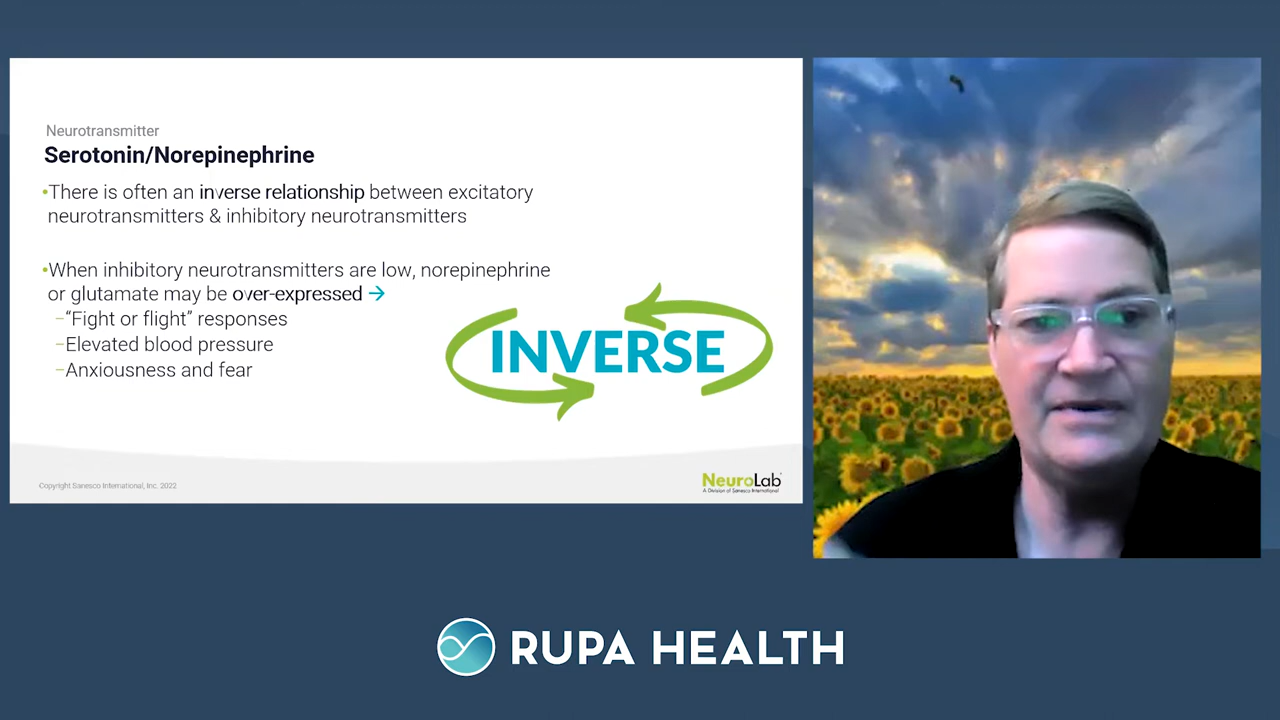 Neurotransmitter
Serotonin/Norepinephrine
•There is often an inverse relationship between excitatory
neurotransmitters & inhibitory neurotransmitters
•When inhibitory neurotransmitters are low, norepinephrine
or glutamate may be over-expressed →
–“Fight or flight” responses
–Elevated blood pressure
–Anxiousness and fear
INVERSE
Copyright Sanesco International, Inc. 2022
NeuroLab
A Division of Sanesco International
RUPA HEALTH